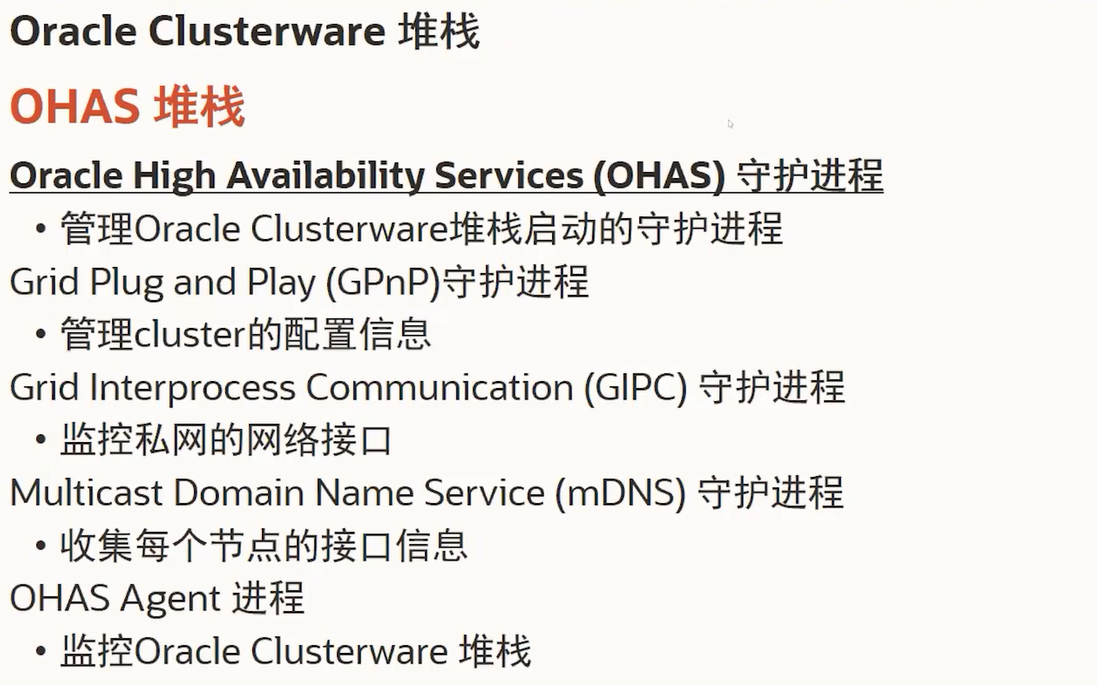 Oracle Clusterware 堆栈
OHAS 堆栈
Oracle High Availability Services (OHAS) 守护进程
• 管理Oracle Clusterware堆栈启动的守护进程
Grid Plug and Play (GPnP)守护进程
• 管理cluster的配置信息
Grid Interprocess Communication (GIPC) 守护进程
• 监控私网的网络接口
Multicast Domain Name Service (mDNS) 守护进程
• 收集每个节点的接口信息
OHAS Agent 进程
• 监控Oracle Clusterware 堆栈